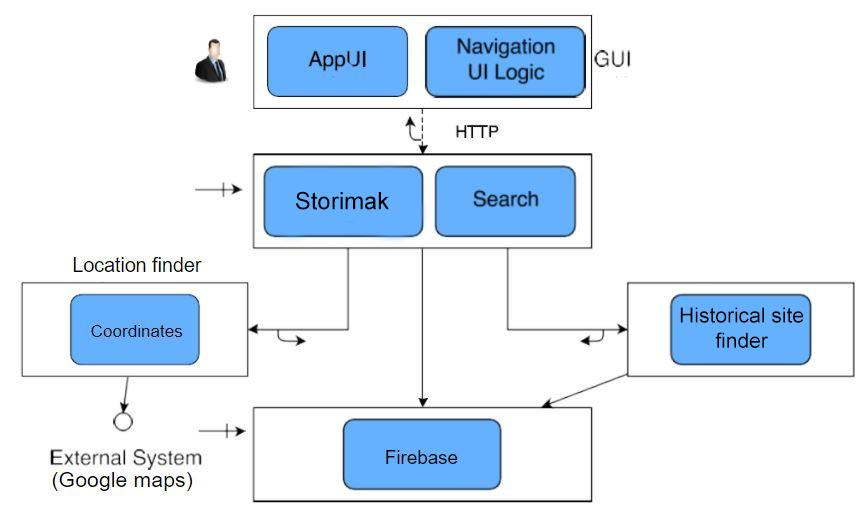 AppUI
Navigation
UI Logic
GUI
HTTP
Storimak
Search
Location finder
Coordinates
Historical site
finder
External System
(Google maps)
Firebase